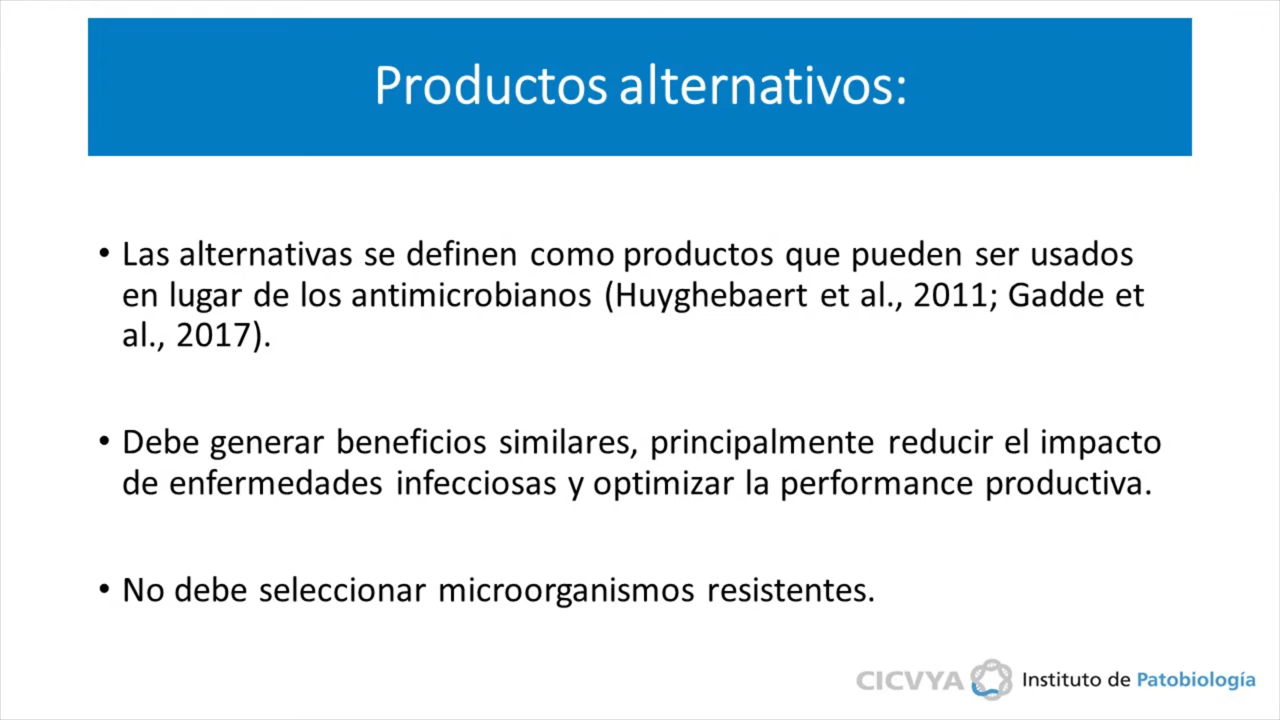 Productos alternativos:
• Las alternativas se definen como productos que pueden ser usados
en lugar de los antimicrobianos (Huyghebaert et al., 2011; Gadde et
al., 2017).
• Debe generar beneficios similares, principalmente reducir el impacto
de enfermedades infecciosas y optimizar la performance productiva.
• No debe seleccionar microorganismos resistentes.
CICVYA Instituto de Patobiología